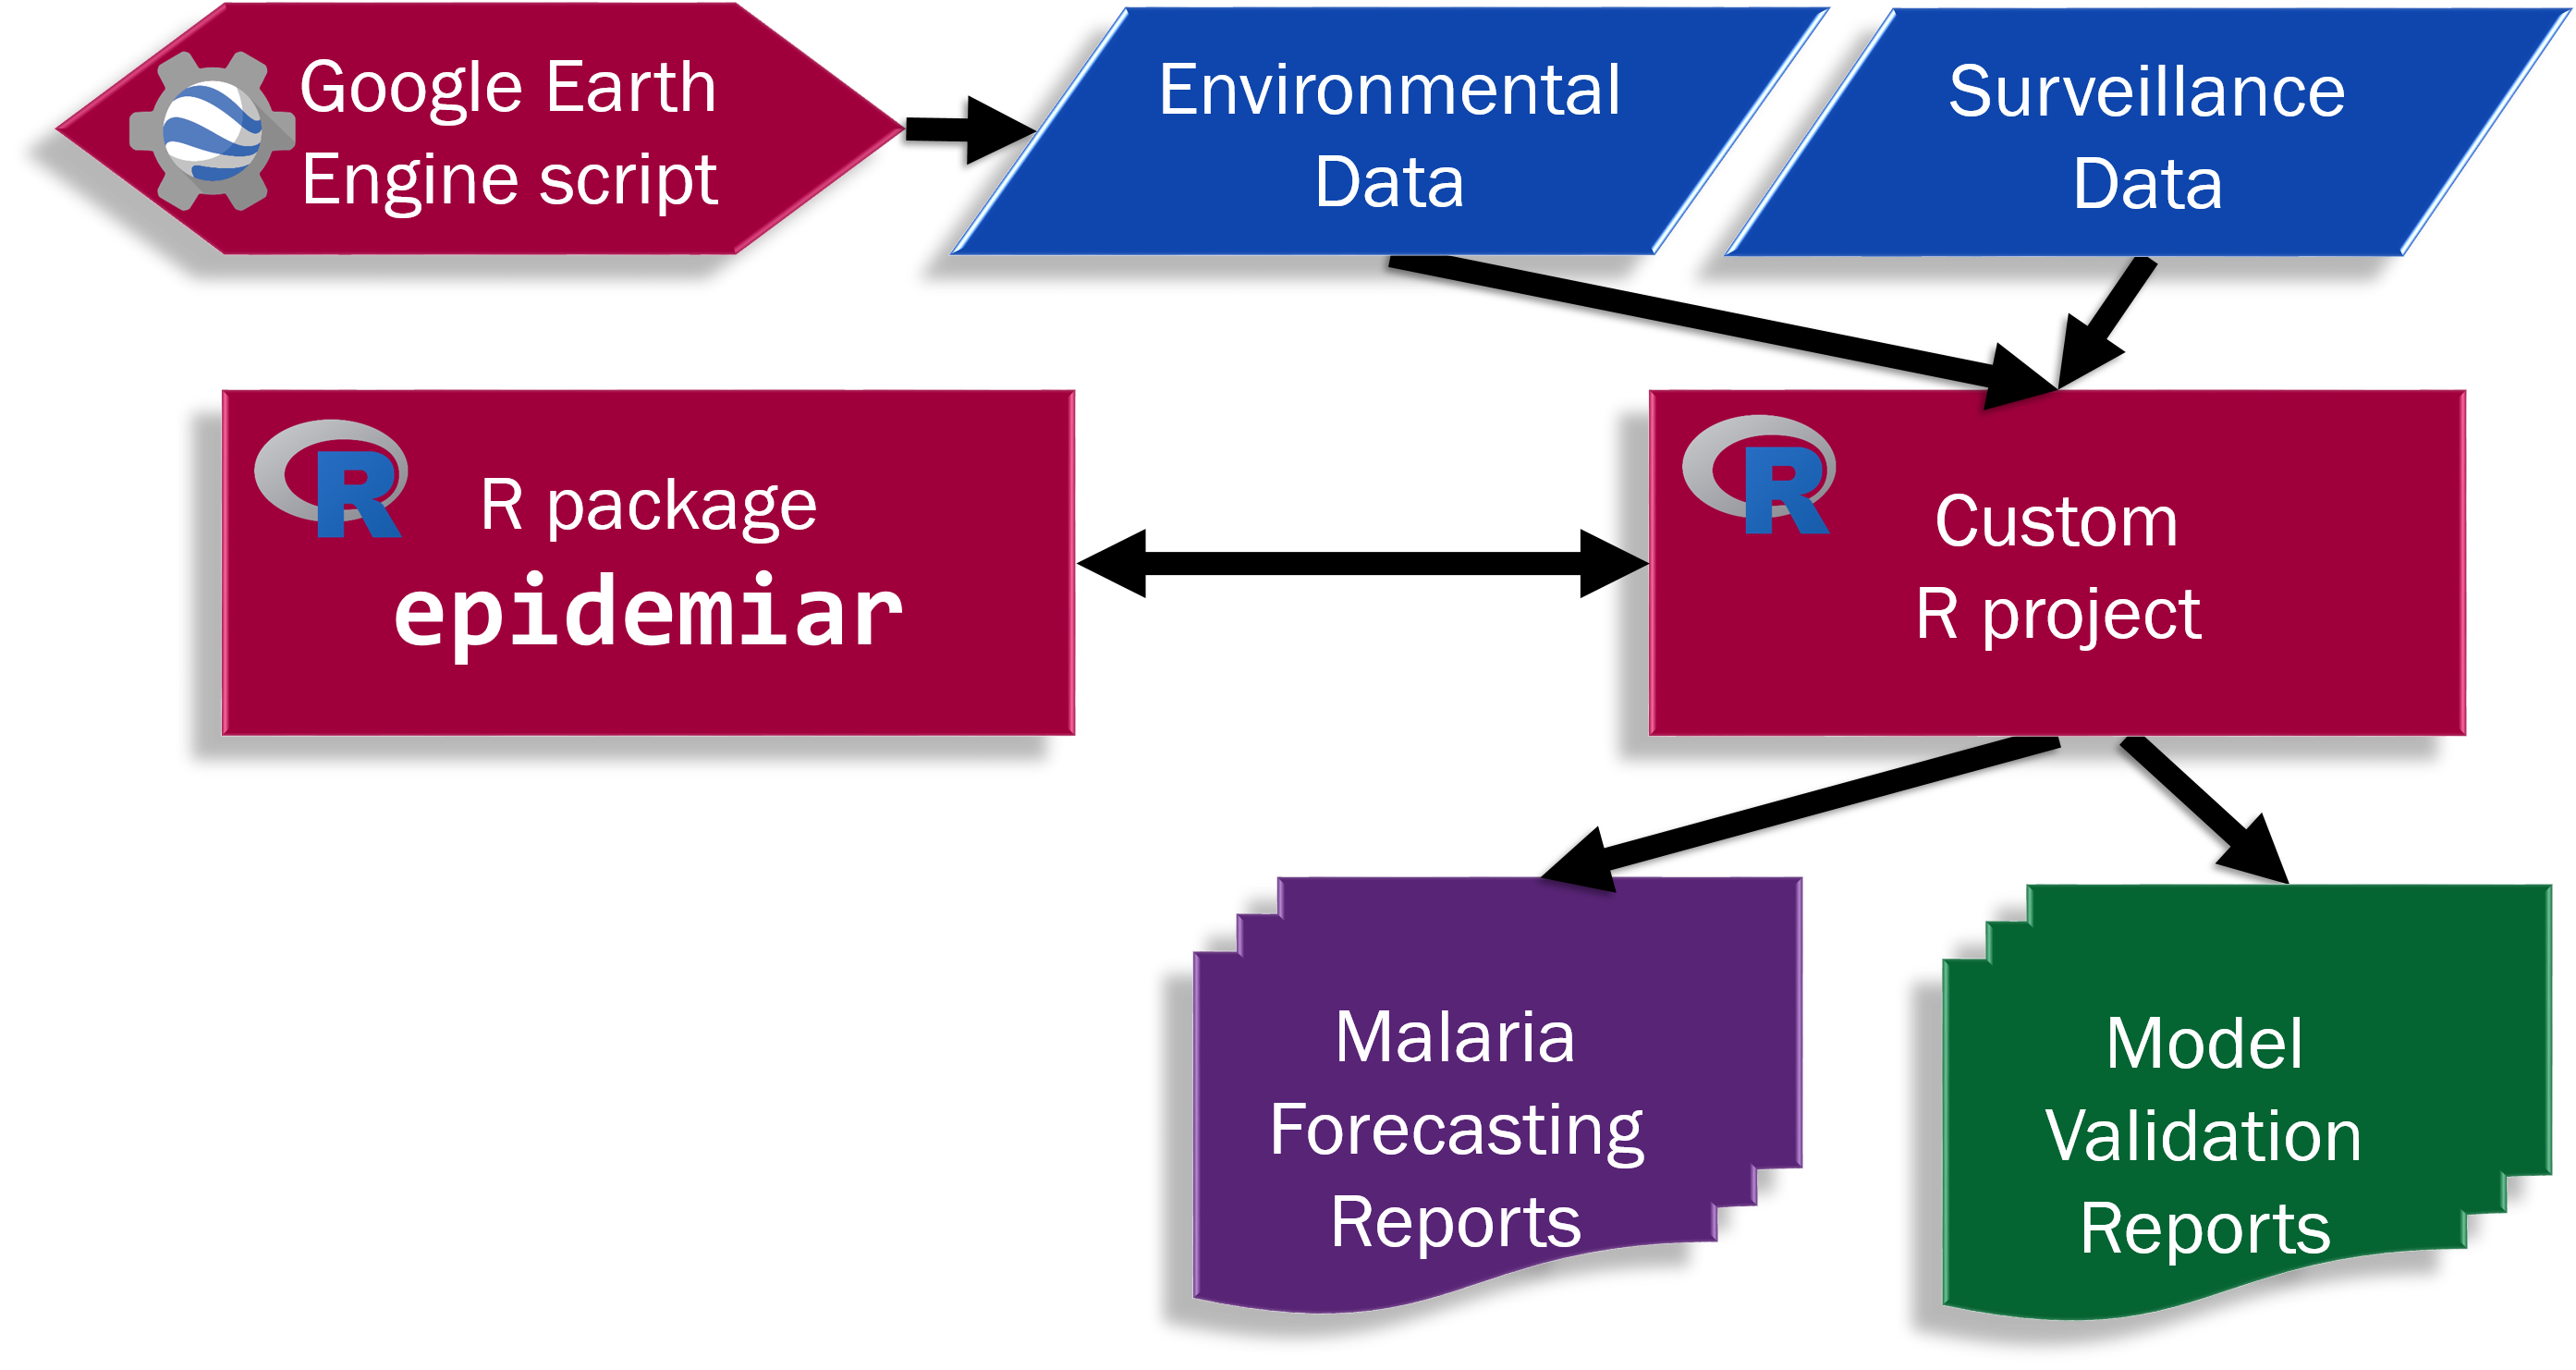 Google Earth
Engine script
Environmental
Data
Surveillance
Data
R
R package
epidemiar
R
Custom
R project
Malaria
Forecasting
Reports
Model
Validation
Reports